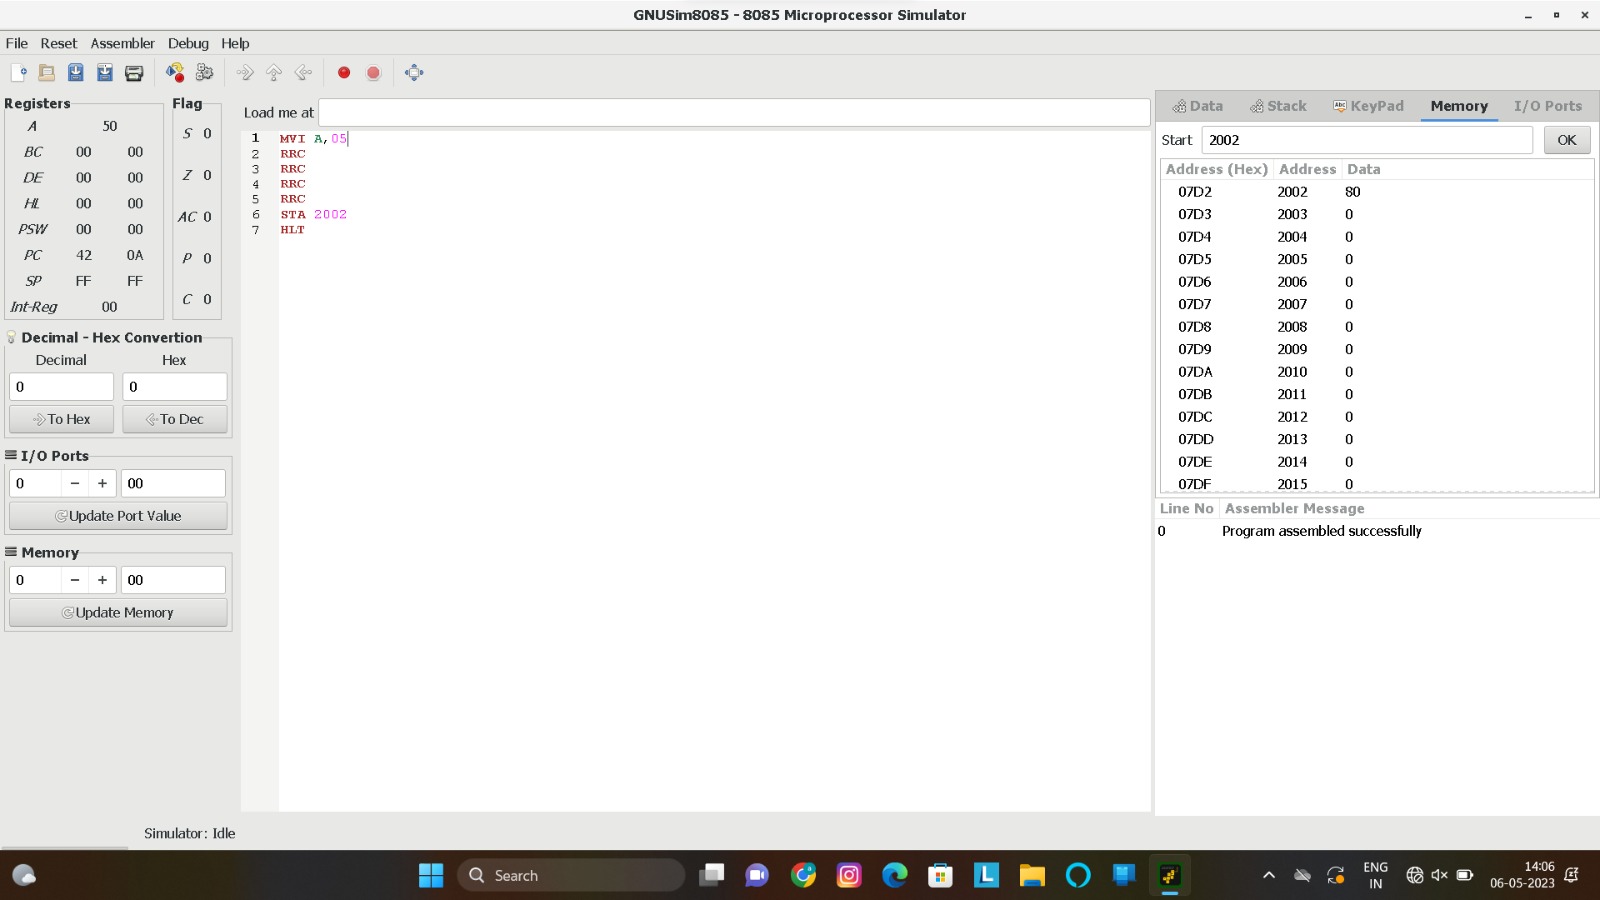 GNUSim8085 - 8085 Microprocessor Simulator
File Reset Assembler Debug Help
Registers
A 50
BC 00 00
DE 00 00
HL 00 00
PSW 00 00
PC 42 0A
SP FF FF
Int-Reg 00
Flag
S 0
Z 0
AC 0
P 0
C 0
Decimal - Hex Convertion
Decimal Hex
0 0
To Hex To Dec
I/O Ports
0 - + 00
Update Port Value
Memory
0 - + 00
Update Memory
Load me at
1 MVI A,05
2 RRC
3 RRC
4 RRC
5 RRC
6 STA 2002
7 HLT
Data Stack KeyPad Memory I/O Ports
Start 2002 OK
Address (Hex) Address Data
07D2 2002 80
07D3 2003 0
07D4 2004 0
07D5 2005 0
07D6 2006 0
07D7 2007 0
07D8 2008 0
07D9 2009 0
07DA 2010 0
07DB 2011 0
07DC 2012 0
07DD 2013 0
07DE 2014 0
07DF 2015 0
Line No Assembler Message
0 Program assembled successfully
Simulator: Idle
Search
ENG
IN
14:06
06-05-2023